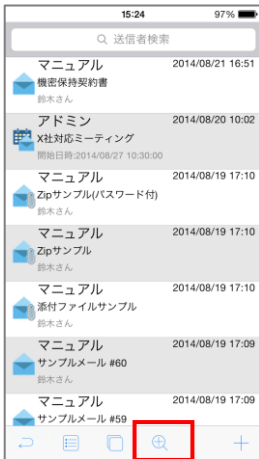 15:24 97%
送信者検索
マニュアル 2014/08/21 16:51
機密保持契約書
鈴木さん
アドミン 2014/08/20 10:02
X社対応ミーティング
開始日時:2014/08/27 10:30:00
マニュアル 2014/08/19 17:10
Zipサンプル(パスワード付)
鈴木さん
マニュアル 2014/08/19 17:10
Zipサンプル
鈴木さん
マニュアル 2014/08/19 17:10
添付ファイルサンプル
鈴木さん
マニュアル 2014/08/19 17:09
サンプルメール #60
鈴木さん
マニュアル 2014/08/19 17:09
サンプルメール #59